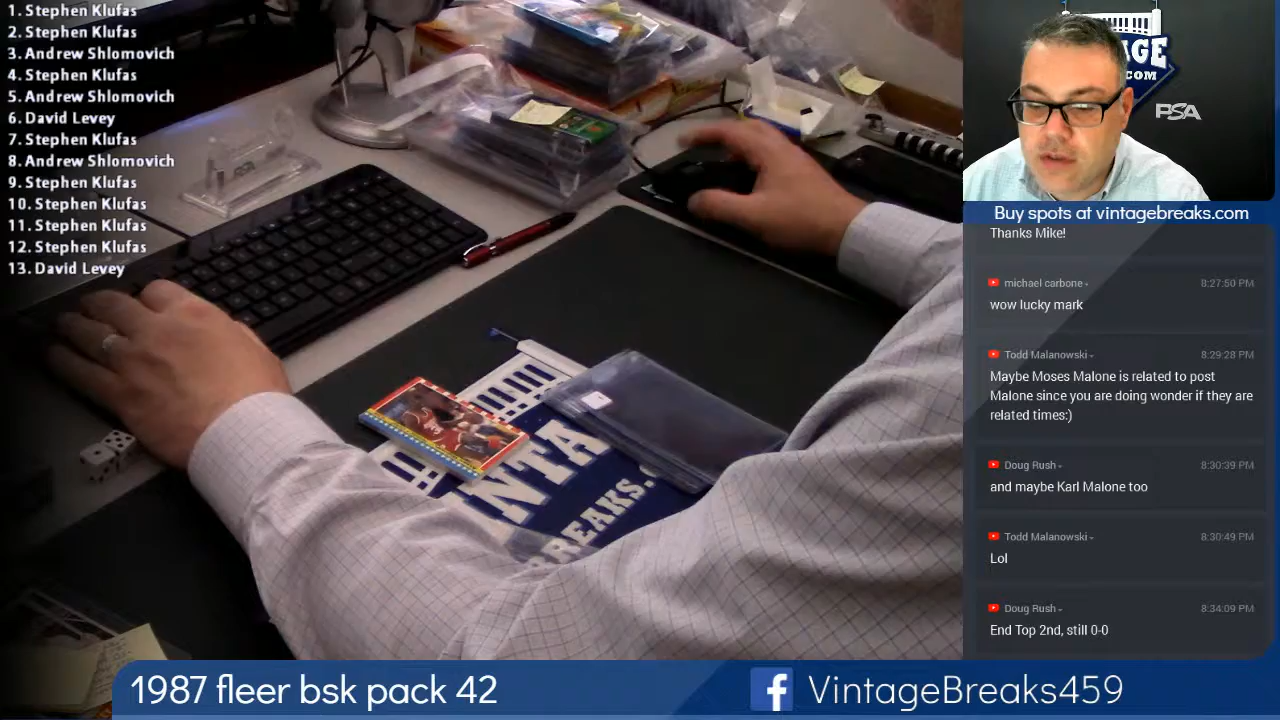 1. Stephen Klufas
2. Stephen Klufas
3. Andrew Shlomovich
4. Stephen Klufas
5. Andrew Shlomovich
6. David Levey
7. Stephen Klufas
8. Andrew Shlomovich
9. Stephen Klufas
10. Stephen Klufas
11. Stephen Klufas
12. Stephen Klufas
13. David Levey
NTA
BREAKS.
AGE
.COM
PSA
Buy spots at vintagebreaks.com
Thanks Mike!
michael carbone
8:27:50 PM
wow lucky mark
Todd Malanowski
8:29:28 PM
Maybe Moses Malone is related to post
Malone since you are doing wonder if they are
related times:)
Doug Rush
8:30:39 PM
and maybe Karl Malone too
Todd Malanowski
8:30:49 PM
Lol
Doug Rush
8:34:09 PM
End Top 2nd, still 0-0
1987 fleer bsk pack 42
f VintageBreaks459